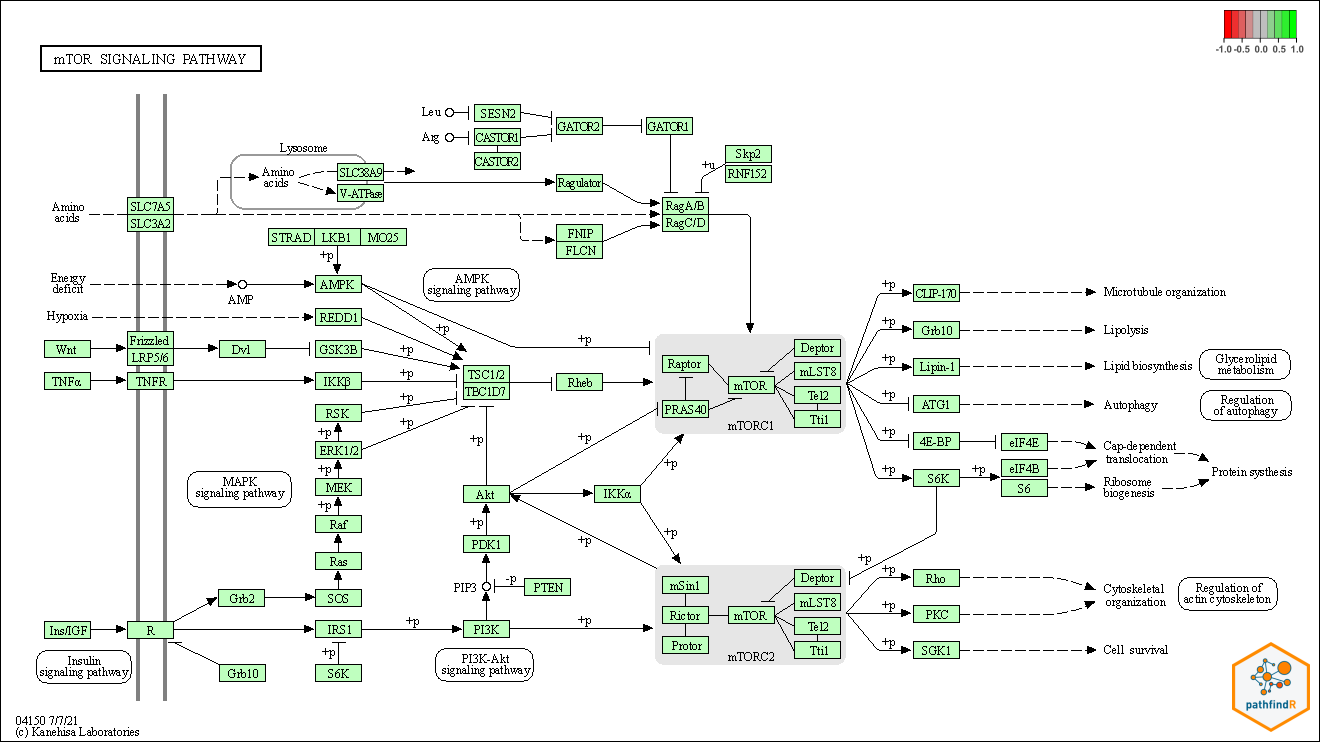 mTOR SIGNALING PATHWAY
-1.0 -0.5 0.0 0.5 1.0
Leu
SESN2
GATOR2
GATOR1
Arg
CASTOR1
CASTOR2
Lysosome
Amino
acids
SLC38A9
V-ATPase
Ragulator
Skp2
RNF152
+u
Amino
acids
SLC7A5
SLC3A2
RagA/B
RagC/D
FNIP
FLCN
STRAD
LKB1
MO25
+p
Energy
deficit
AMP
AMPK
AMPK
signaling pathway
Hypoxia
REDD1
+p
Wnt
Frizzled
LRP5/6
Dvl
GSK3B
+p
TNFα
TNFR
IKKβ
+p
TSC1/2
TBC1D7
Rheb
RSK
+p
+p
ERK1/2
+p
+p
MEK
+p
Raf
Ras
MAPK
signaling pathway
Raptor
PRAS40
mTOR
Deptor
mLST8
Tel2
Tti1
mTORC1
+p
CLIP-170
Microtubule organization
+p
Grb10
Lipolysis
+p
Lipin-1
Lipid biosynthesis
Glycerolipid
metabolism
+p
ATG1
Autophagy
Regulation
of autophagy
+p
4E-BP
eIF4E
Cap-dependent
translocation
+p
S6K
+p
eIF4B
S6
Ribosome
biogenesis
Protein systhesis
+p
+p
Akt
IKKα
+p
+p
+p
+p
PDK1
PIP3
-p
PTEN
Grb2
SOS
Ins/IGF
R
IRS1
+p
PI3K
+p
+p
S6K
Grb10
Insulin
signaling pathway
PI3K-Akt
signaling pathway
mSin1
Rictor
Protor
mTOR
Deptor
mLST8
Tel2
Tti1
mTORC2
+p
+p
Rho
+p
PKC
+p
SGK1
Cytoskeletal
organization
Regulation of
actin cytoskeleton
Cell survival
pathfindR
04150 7/7/21
(c) Kanehisa Laboratories